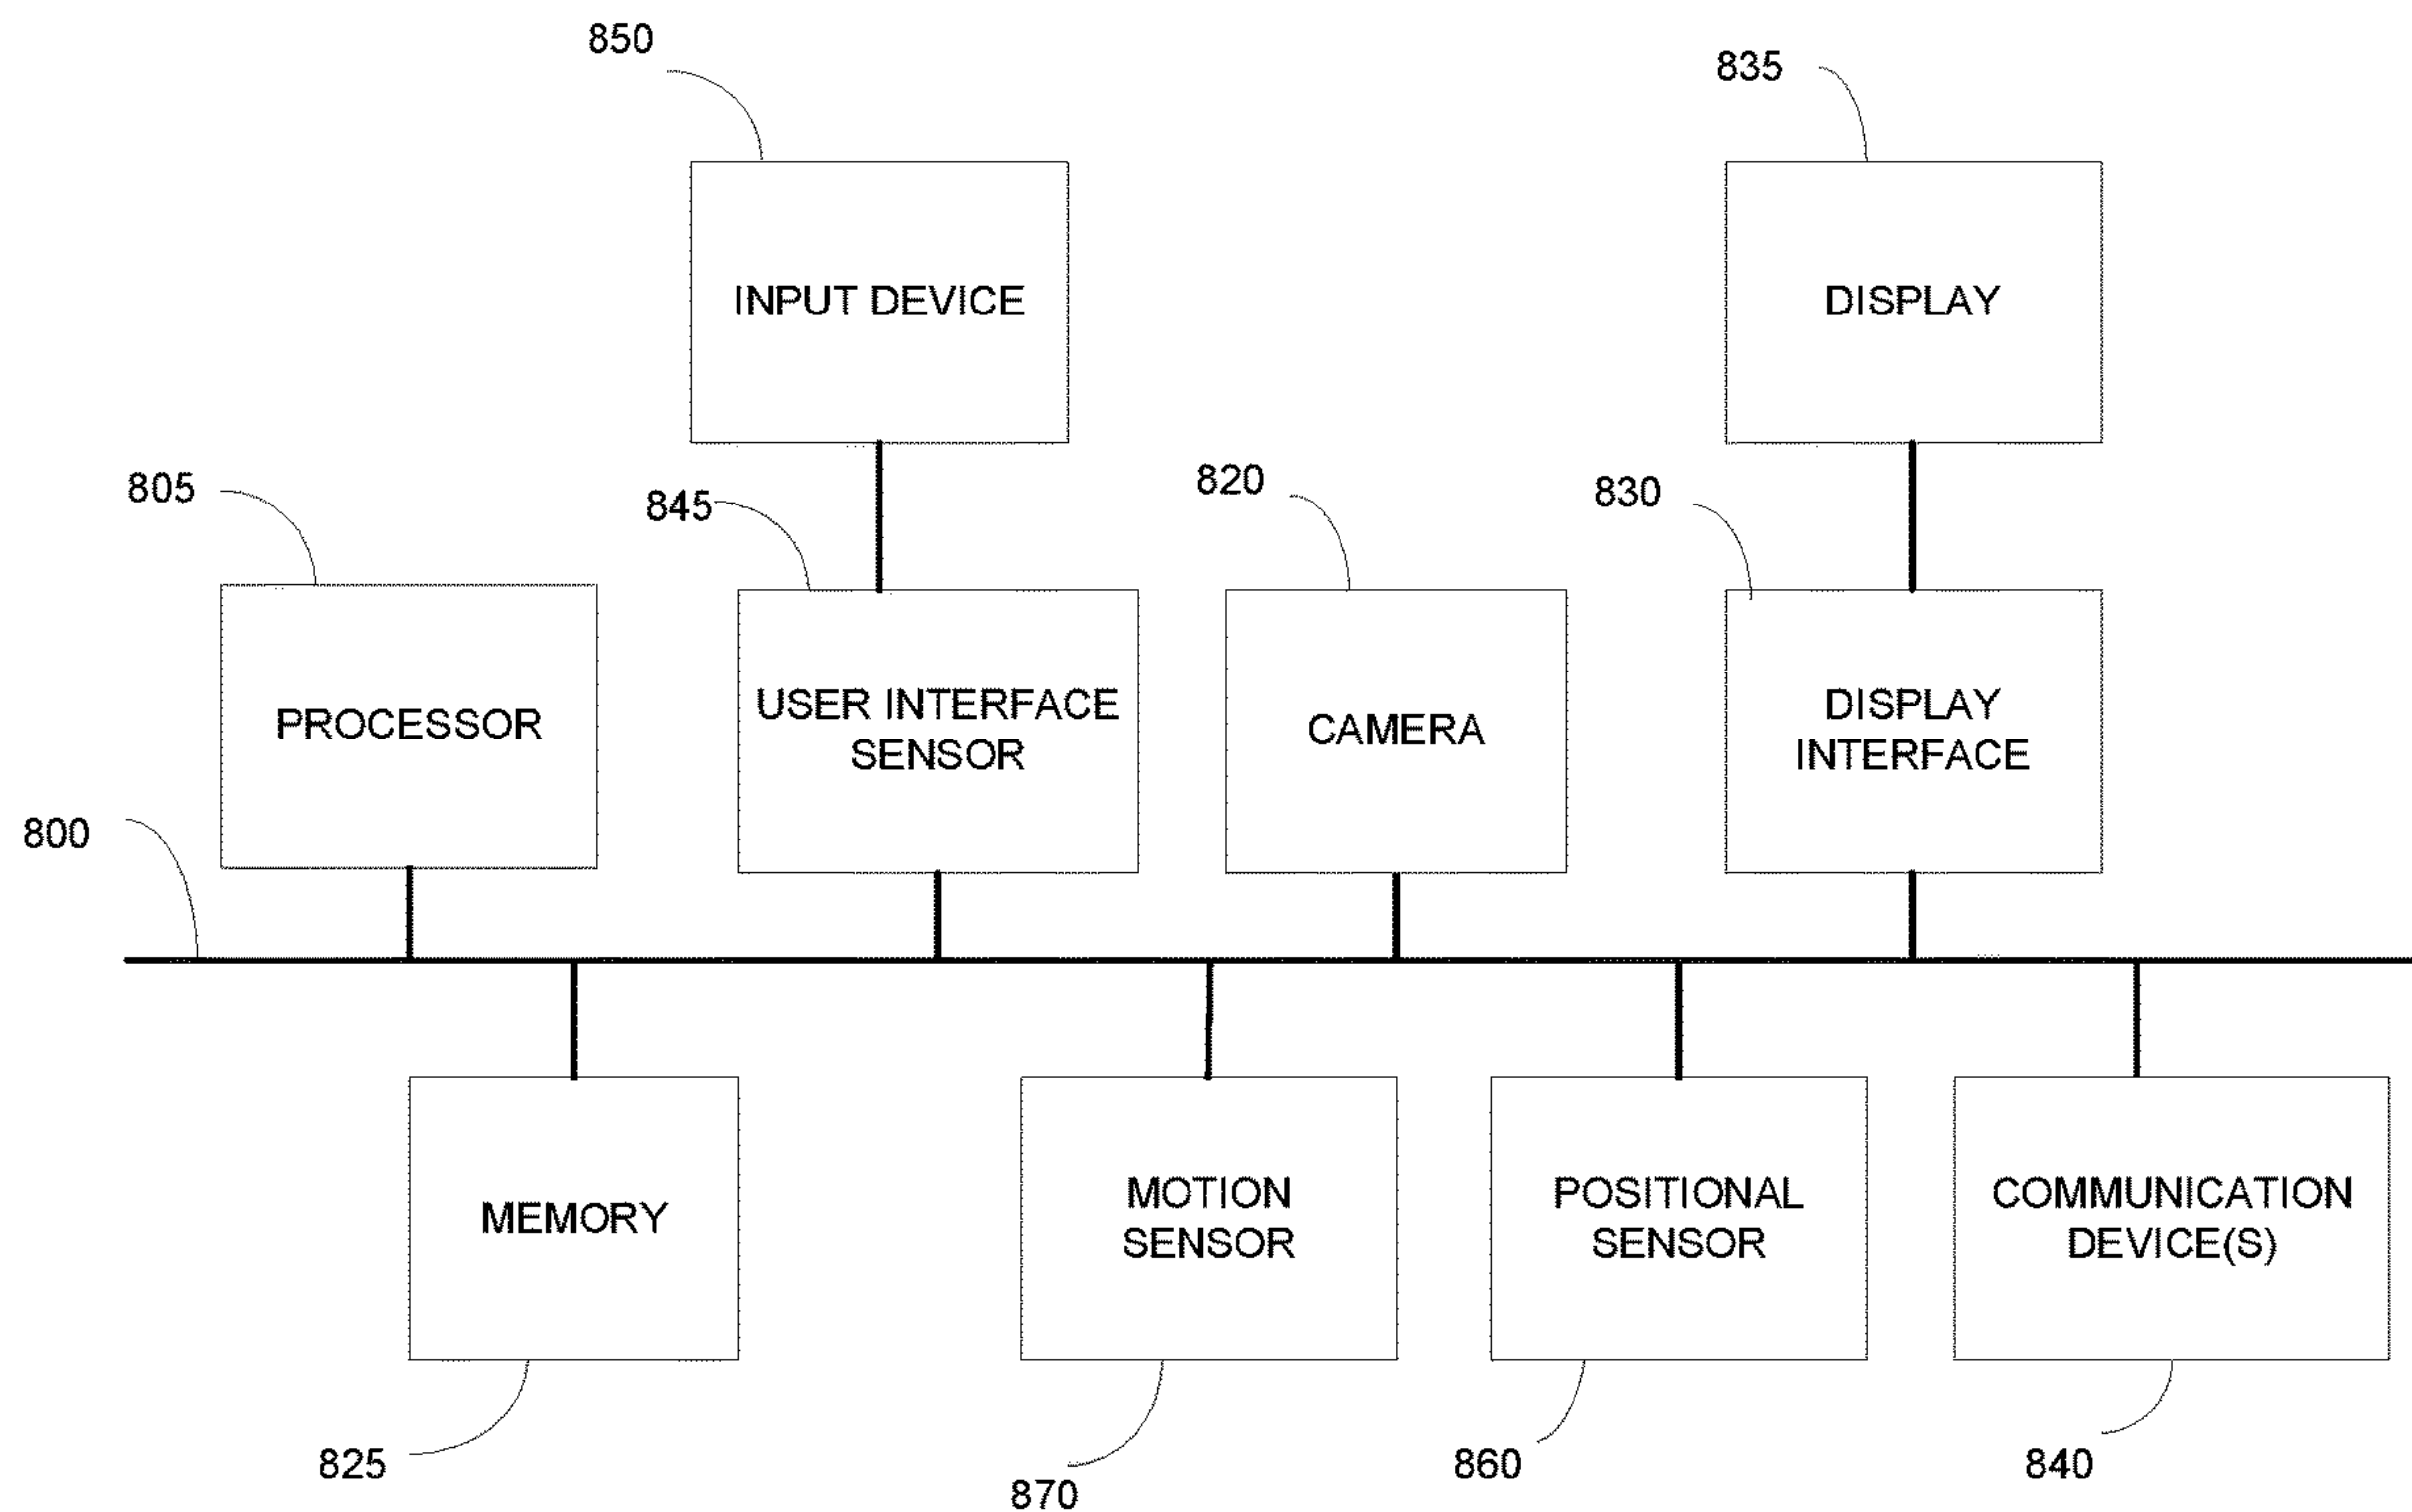 850
835
INPUT DEVICE
DISPLAY
805
845
820
830
PROCESSOR
USER INTERFACE
SENSOR
CAMERA
DISPLAY
INTERFACE
800
MEMORY
MOTION
SENSOR
POSITIONAL
SENSOR
COMMUNICATION
DEVICE(S)
825
870
860
840